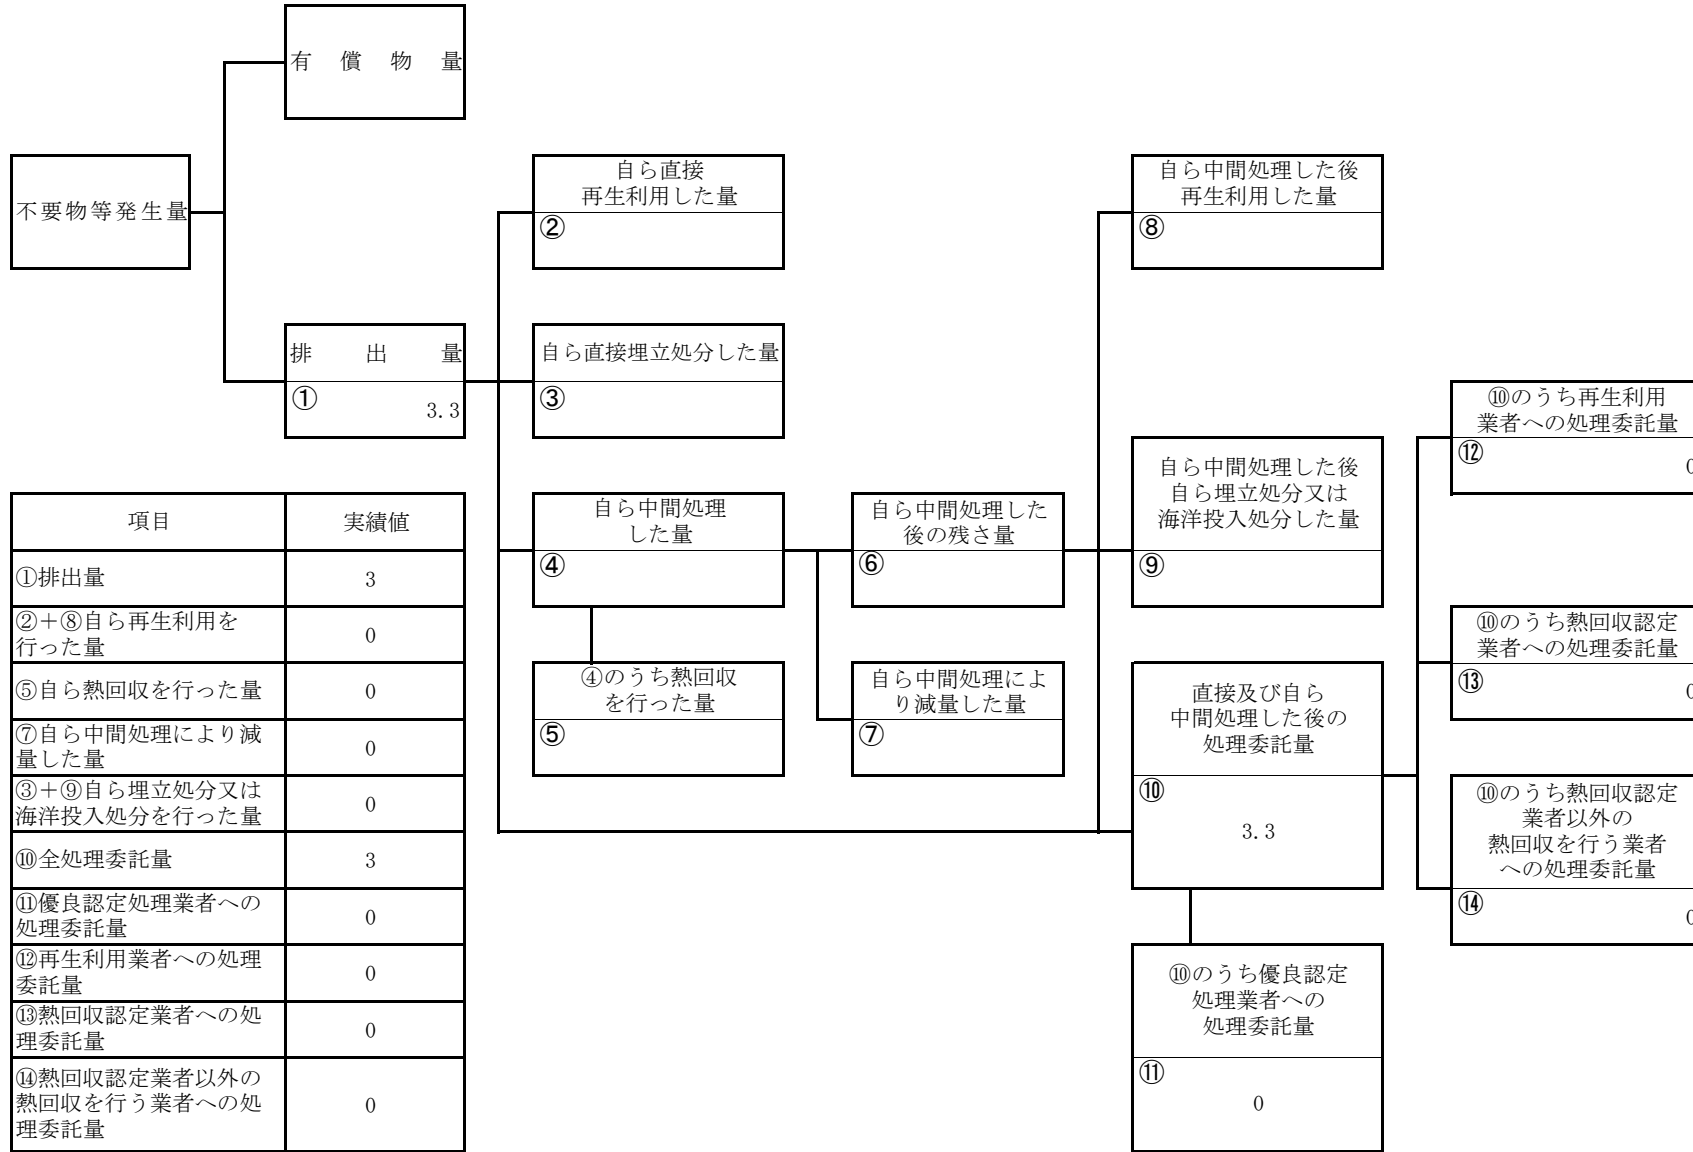 有償物量
不要物等発生量
自ら直接
再生利用した量
②
自ら中間処理した後
再生利用した量
⑧
排出量
①
3.3
自ら直接埋立処分した量
③
⑩のうち再生利用
業者への処理委託量
⑫
0
自ら中間処理
した量
④
自ら中間処理した
後の残さ量
⑥
自ら中間処理した後
自ら埋立処分又は
海洋投入処分した量
⑨
⑩のうち熱回収認定
業者への処理委託量
⑬
0
④のうち熱回収
を行った量
⑤
自ら中間処理によ
り減量した量
⑦
直接及び自ら
中間処理した後の
処理委託量
⑩
3.3
⑩のうち熱回収認定
業者以外の
熱回収を行う業者
への処理委託量
⑭
0
⑩のうち優良認定
処理業者への
処理委託量
⑪
0
項目 実績値
①排出量 3
②+⑧自ら再生利用を
行った量 0
⑤自ら熱回収を行った量 0
⑦自ら中間処理により減
量した量 0
③+⑨自ら埋立処分又は
海洋投入処分を行った量 0
⑩全処理委託量 3
⑪優良認定処理業者への
処理委託量 0
⑫再生利用業者への処理
委託量 0
⑬熱回収認定業者への処
理委託量 0
⑭熱回収認定業者以外の
熱回収を行う業者への処
理委託量 0